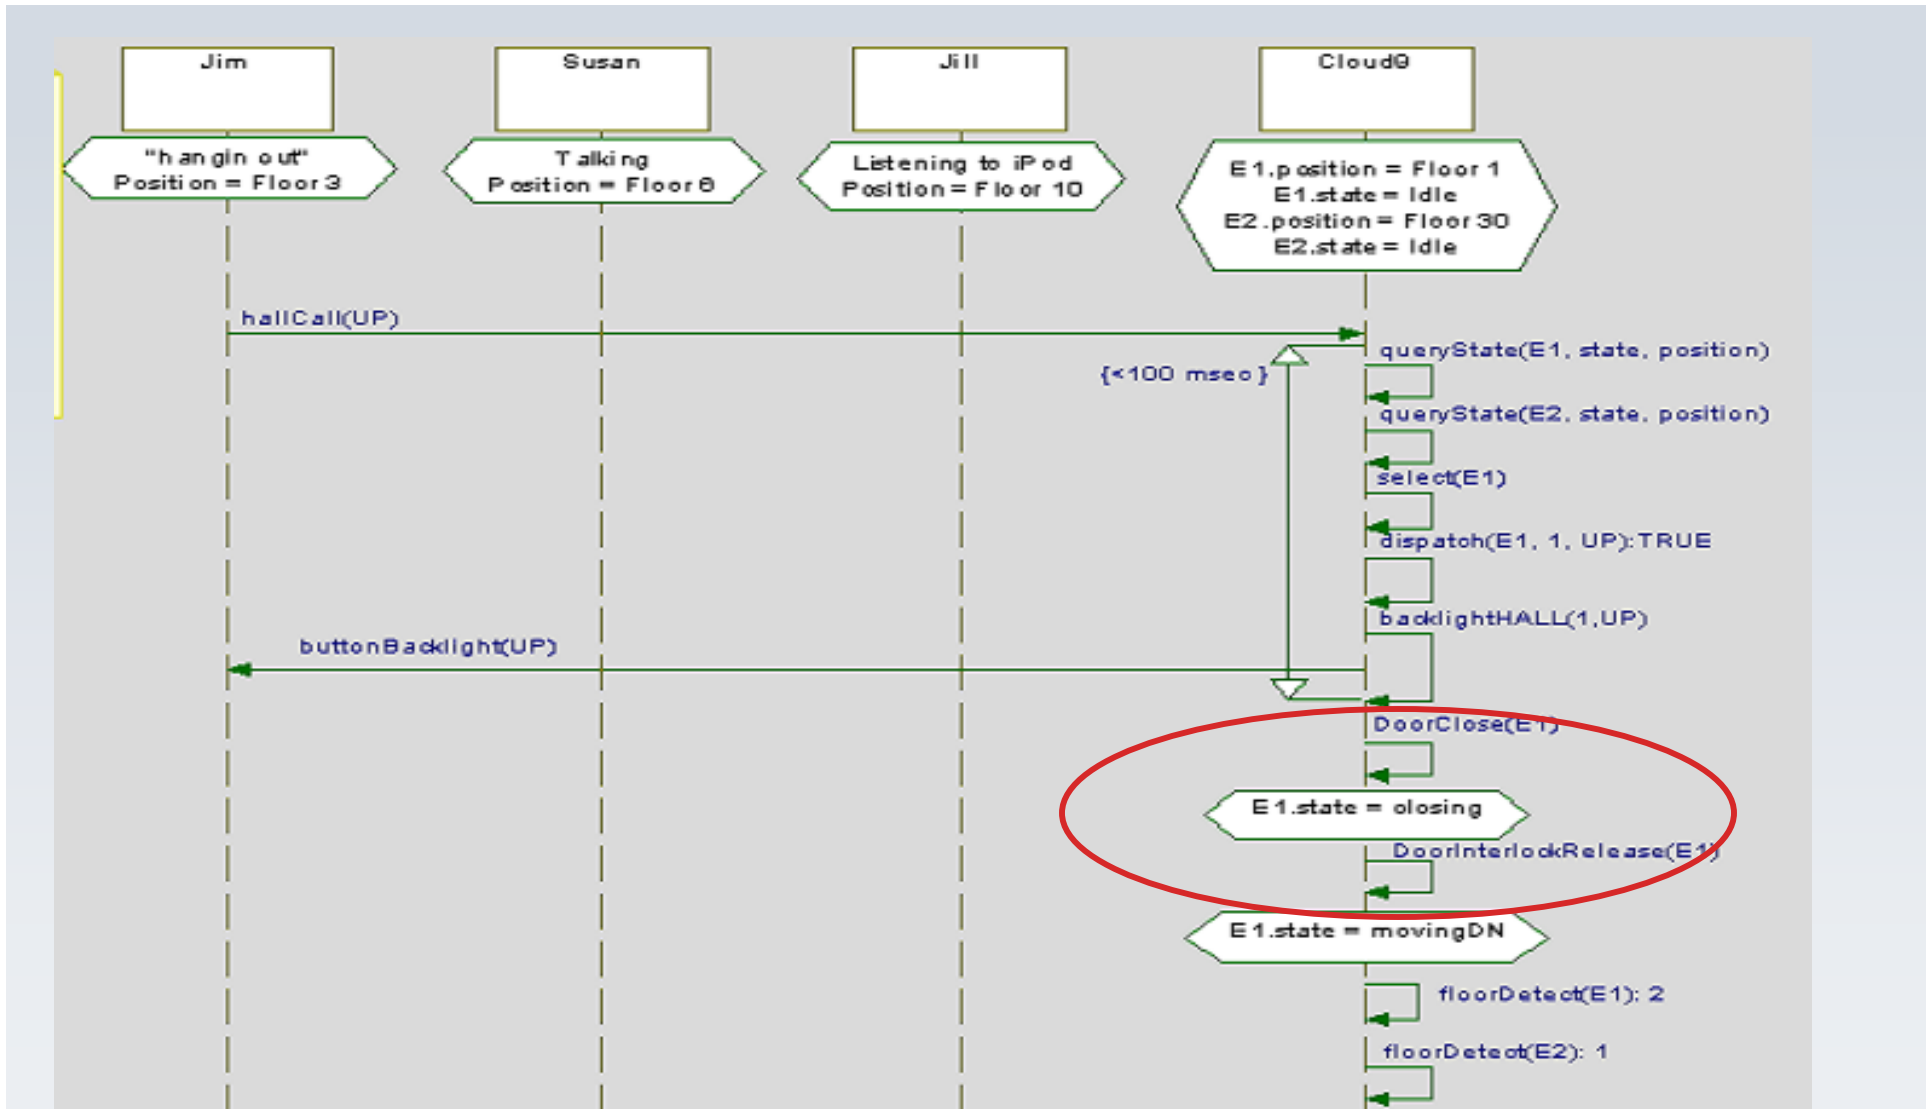 Jim
Susan
Jill
Cloud9
"hangin out"
Position = Floor 3
Talking
Position = Floor 6
Listening to iPod
Position = Floor 10
E1.position = Floor 1
E1.state = Idle
E2.position = Floor 30
E2.state = Idle
hallCall(UP)
{<100 msec}
queryState(E1, state, position)
queryState(E2, state, position)
select(E1)
dispatch(E1, 1, UP):TRUE
backlightHALL(1,UP)
buttonBacklight(UP)
DoorClose(E1)
E1.state = closing
DoorInterlockRelease(E1)
E1.state = movingDN
floorDetect(E1): 2
floorDetect(E2): 1